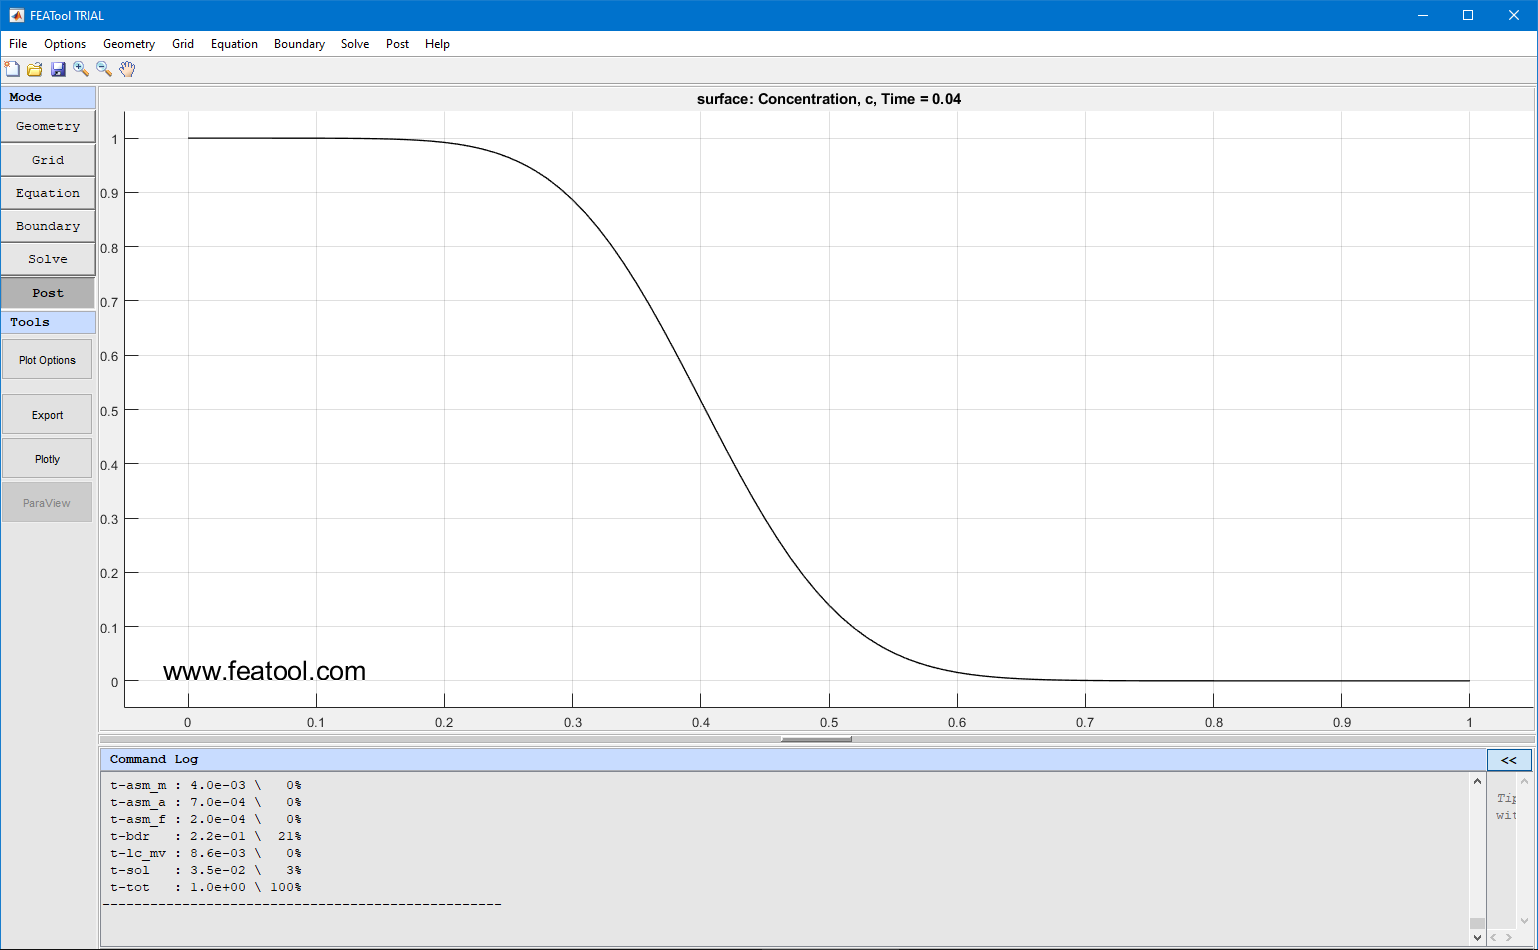 FEATool TRIAL
File Options Geometry Grid Equation Boundary Solve Post Help
Mode
Geometry
Grid
Equation
Boundary
Solve
Post
Tools
Plot Options
Export
Plotly
ParaView
surface: Concentration, c, Time = 0.04
1
0.9
0.8
0.7
0.6
0.5
0.4
0.3
0.2
0.1
0
www.featool.com
0 0.1 0.2 0.3 0.4 0.5 0.6 0.7 0.8 0.9 1
Command Log
<<
t-asm_m : 4.0e-03 \ 0%
t-asm_a : 7.0e-04 \ 0%
t-asm_f : 2.0e-04 \ 0%
t-bdr : 2.2e-01 \ 21%
t-lc_mv : 8.6e-03 \ 0%
t-sol : 3.5e-02 \ 3%
t-tot : 1.0e+00 \ 100%
--------------------------------------------------